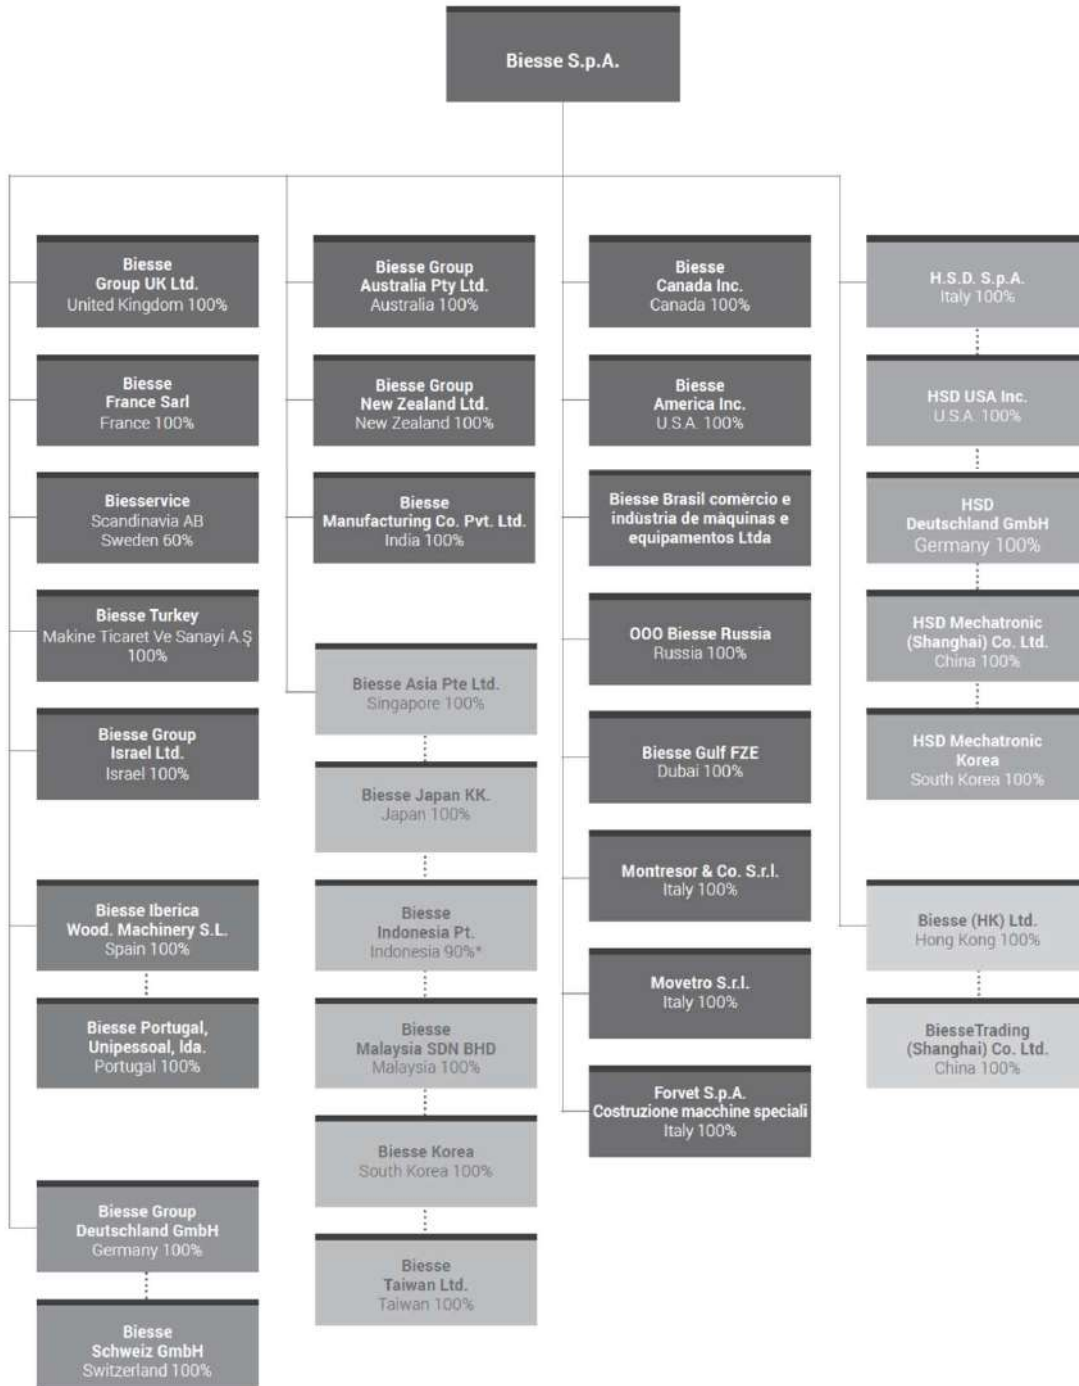 Biesse S.p.A.
Biesse
Group UK Ltd.
United Kingdom 100%
Biesse
France Sarl
France 100%
Biesservice
Scandinavia AB
Sweden 60%
Biesse Turkey
Makine Ticaret Ve Sanayi A.Ş
100%
Biesse Group
Israel Ltd.
Israel 100%
Biesse Iberica
Wood. Machinery S.L.
Spain 100%
Biesse Portugal,
Unipessoal, lda.
Portugal 100%
Biesse Group
Deutschland GmbH
Germany 100%
Biesse
Schweiz GmbH
Switzerland 100%
Biesse Group
Australia Pty Ltd.
Australia 100%
Biesse Group
New Zealand Ltd.
New Zealand 100%
Biesse
Manufacturing Co. Pvt. Ltd.
India 100%
Biesse Asia Pte Ltd.
Singapore 100%
Biesse Japan KK.
Japan 100%
Biesse
Indonesia Pt.
Indonesia 90%*
Biesse
Malaysia SDN BHD
Malaysia 100%
Biesse Korea
South Korea 100%
Biesse
Taiwan Ltd.
Taiwan 100%
Biesse
Canada Inc.
Canada 100%
Biesse
America Inc.
U.S.A. 100%
Biesse Brasil comèrcio e
indùstria de màquinas e
equipamentos Ltda
OOO Biesse Russia
Russia 100%
Biesse Gulf FZE
Dubai 100%
Montresor & Co. S.r.l.
Italy 100%
Movetro S.r.l.
Italy 100%
Forvet S.p.A.
Costruzione macchine speciali
Italy 100%
H.S.D. S.p.A.
Italy 100%
HSD USA Inc.
U.S.A. 100%
HSD
Deutschland GmbH
Germany 100%
HSD Mechatronic
(Shanghai) Co. Ltd.
China 100%
HSD Mechatronic
Korea
South Korea 100%
Biesse (HK) Ltd.
Hong Kong 100%
BiesseTrading
(Shanghai) Co. Ltd.
China 100%